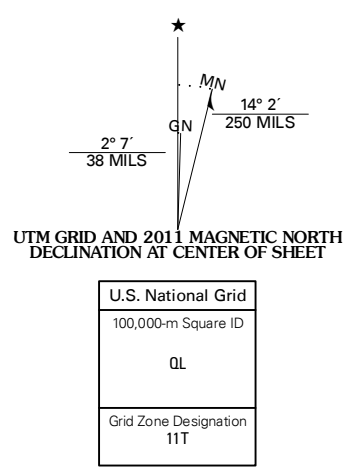 ★
MN
GN
14° 2´
250 MILS
2° 7´
38 MILS
UTM GRID AND 2011 MAGNETIC NORTH
DECLINATION AT CENTER OF SHEET
U.S. National Grid
100,000-m Square ID
QL
Grid Zone Designation
11T